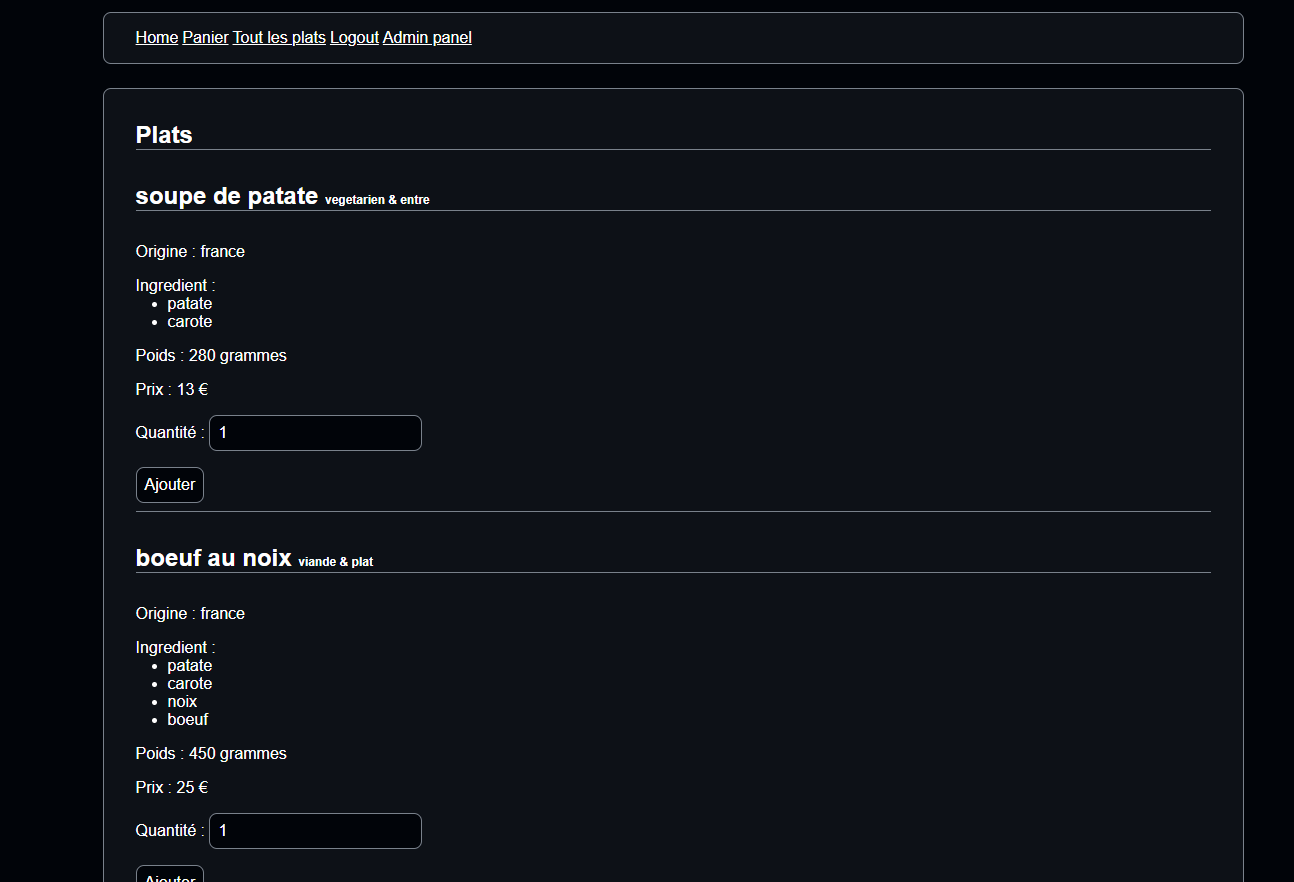 Home Panier Tout les plats Logout Admin panel
Plats
soupe de patate vegetarien & entre
Origine : france
Ingredient :
patate
carote
Poids : 280 grammes
Prix : 13 €
Quantité : 1
Ajouter
boeuf au noix viande & plat
Origine : france
Ingredient :
patate
carote
noix
boeuf
Poids : 450 grammes
Prix : 25 €
Quantité : 1
Ajouter